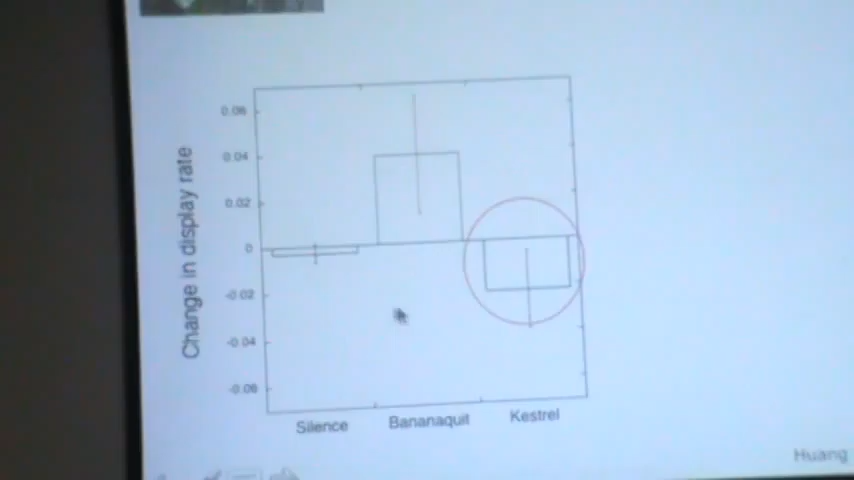 Change in display rate
0.06
0.04
0.02
0
-0.02
-0.04
-0.06
Silence Bananaquit Kestrel
Huang